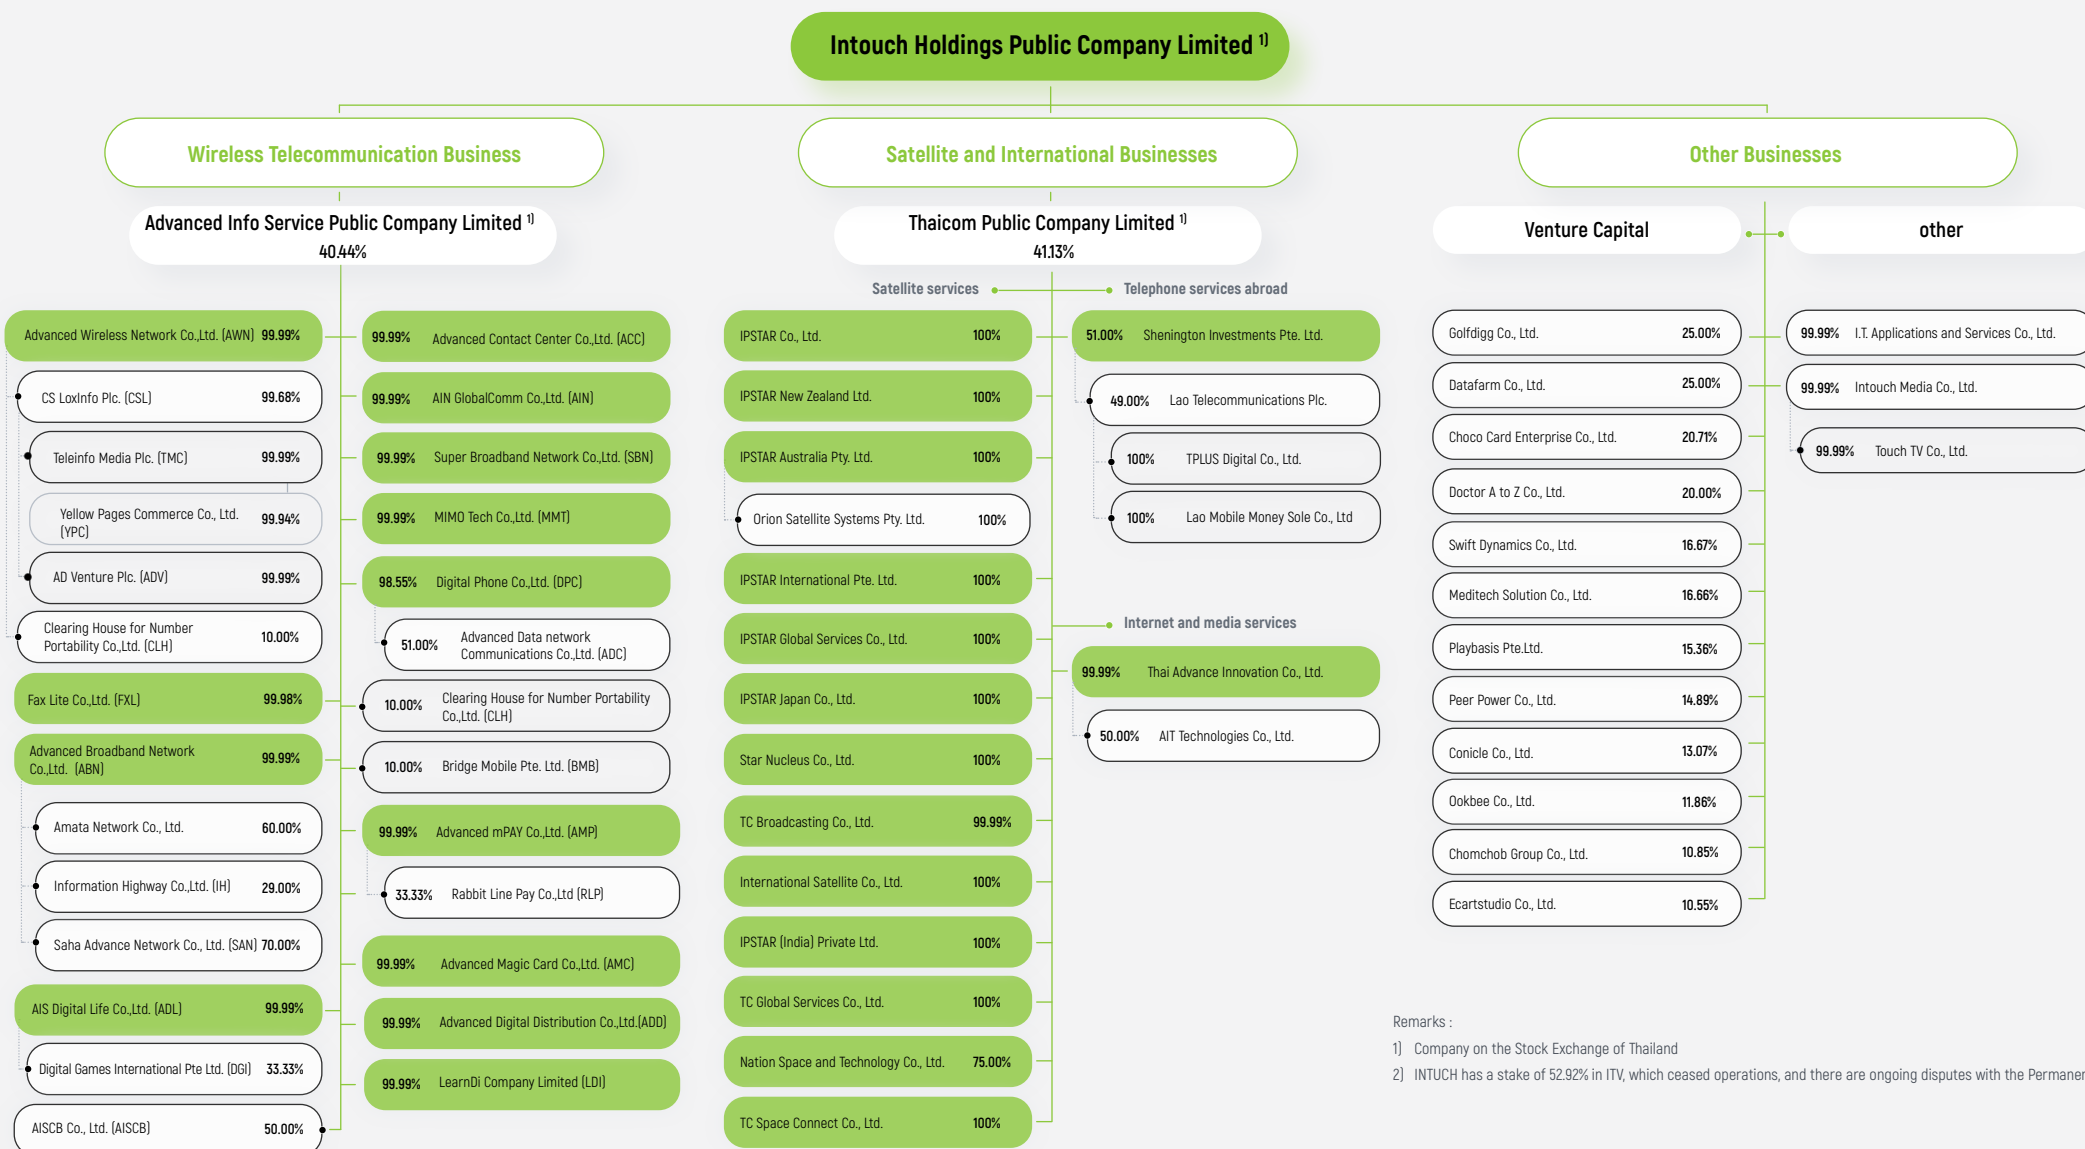 Intouch Holdings Public Company Limited 1)
Wireless Telecommunication Business
Advanced Info Service Public Company Limited 1)
40.44%
Advanced Wireless Network Co.,Ltd. (AWN) 99.99%
CS LoxInfo Plc. (CSL) 99.68%
Teleinfo Media Plc. (TMC) 99.99%
Yellow Pages Commerce Co., Ltd.
(YPC) 99.94%
AD Venture Plc. (ADV) 99.99%
Clearing House for Number
Portability Co.,Ltd. (CLH) 10.00%
Fax Lite Co.,Ltd. (FXL) 99.98%
Advanced Broadband Network
Co.,Ltd. (ABN) 99.99%
Amata Network Co., Ltd. 60.00%
Information Highway Co.,Ltd. (IH) 29.00%
Saha Advance Network Co., Ltd. (SAN) 70.00%
AIS Digital Life Co.,Ltd. (ADL) 99.99%
Digital Games International Pte Ltd. (DGI) 33.33%
AISCB Co., Ltd. (AISCB) 50.00%
99.99% Advanced Contact Center Co.,Ltd. (ACC)
99.99% AIN GlobalComm Co.,Ltd. (AIN)
99.99% Super Broadband Network Co.,Ltd. (SBN)
99.99% MIMO Tech Co.,Ltd. (MMT)
98.55% Digital Phone Co.,Ltd. (DPC)
51.00% Advanced Data network
Communications Co.,Ltd. (ADC)
10.00% Clearing House for Number Portability
Co.,Ltd. (CLH)
10.00% Bridge Mobile Pte. Ltd. (BMB)
99.99% Advanced mPAY Co.,Ltd. (AMP)
33.33% Rabbit Line Pay Co.,Ltd (RLP)
99.99% Advanced Magic Card Co.,Ltd. (AMC)
99.99% Advanced Digital Distribution Co.,Ltd.(ADD)
99.99% LearnDi Company Limited (LDI)
Satellite and International Businesses
Thaicom Public Company Limited 1)
41.13%
Satellite services
IPSTAR Co., Ltd. 100%
IPSTAR New Zealand Ltd. 100%
IPSTAR Australia Pty. Ltd. 100%
Orion Satellite Systems Pty. Ltd. 100%
IPSTAR International Pte. Ltd. 100%
IPSTAR Global Services Co., Ltd. 100%
IPSTAR Japan Co., Ltd. 100%
Star Nucleus Co., Ltd. 100%
TC Broadcasting Co., Ltd. 99.99%
International Satellite Co., Ltd. 100%
IPSTAR (India) Private Ltd. 100%
TC Global Services Co., Ltd. 100%
Nation Space and Technology Co., Ltd. 75.00%
TC Space Connect Co., Ltd. 100%
Telephone services abroad
51.00% Shenington Investments Pte. Ltd.
49.00% Lao Telecommunications Plc.
100% TPLUS Digital Co., Ltd.
100% Lao Mobile Money Sole Co., Ltd
Internet and media services
99.99% Thai Advance Innovation Co., Ltd.
50.00% AIT Technologies Co., Ltd.
Other Businesses
Venture Capital
Golfdigg Co., Ltd. 25.00%
Datafarm Co., Ltd. 25.00%
Choco Card Enterprise Co., Ltd. 20.71%
Doctor A to Z Co., Ltd. 20.00%
Swift Dynamics Co., Ltd. 16.67%
Meditech Solution Co., Ltd. 16.66%
Playbasis Pte.Ltd. 15.36%
Peer Power Co., Ltd. 14.89%
Conicle Co., Ltd. 13.07%
Ookbee Co., Ltd. 11.86%
Chomchob Group Co., Ltd. 10.85%
Ecartstudio Co., Ltd. 10.55%
other
99.99% I.T. Applications and Services Co., Ltd.
99.99% Intouch Media Co., Ltd.
99.99% Touch TV Co., Ltd.
Remarks :
1) Company on the Stock Exchange of Thailand
2) INTUCH has a stake of 52.92% in ITV, which ceased operations, and there are ongoing disputes with the